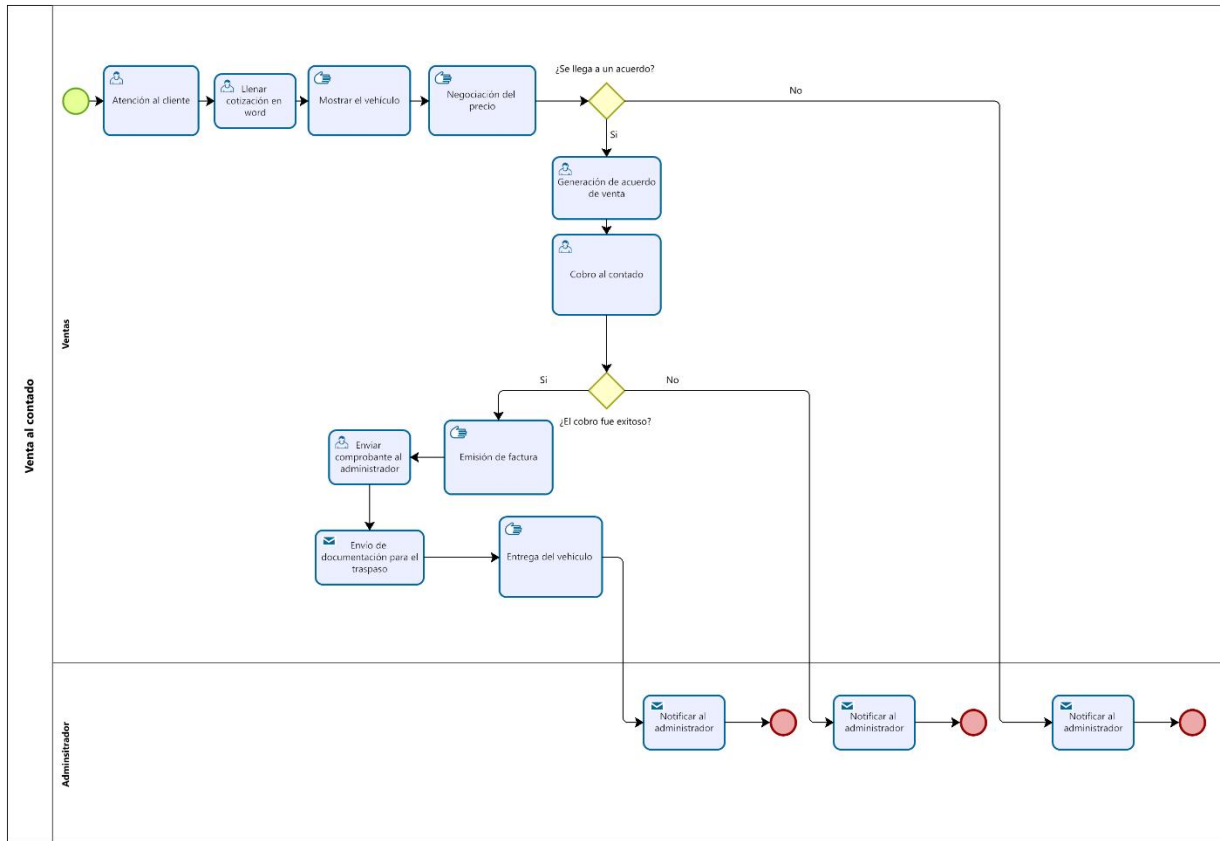 Venta al contado
Ventas
Atención al cliente
Llenar
cotización en
word
Mostrar el vehículo
Negociación del
precio
¿Se llega a un acuerdo?
No
Si
Generación de acuerdo
de venta
Cobro al contado
Si
No
¿El cobro fue exitoso?
Emisión de factura
Enviar
comprobante al
administrador
Envío de
documentación para el
traspaso
Entrega del vehículo
Adminsitrador
Notificar al
administrador
Notificar al
administrador
Notificar al
administrador